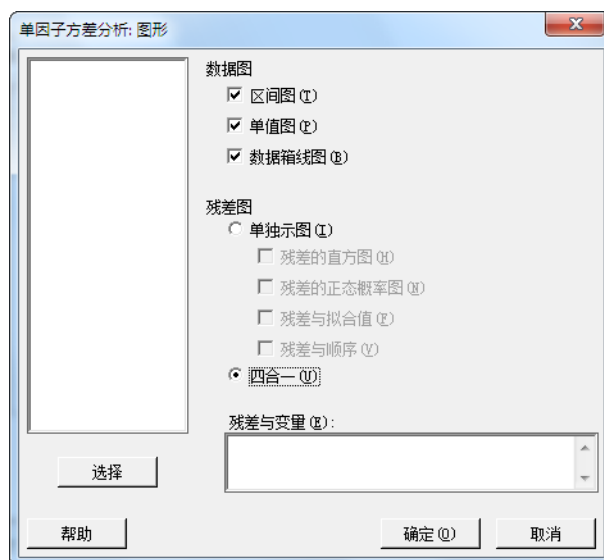 单因子方差分析: 图形
数据图
区间图(T)
单值图(P)
数据箱线图(B)
残差图
单独示图(I)
残差的直方图(H)
残差的正态概率图(N)
残差与拟合值(F)
残差与顺序(V)
四合一(U)
残差与变量(E):
选择
帮助
确定(O)
取消